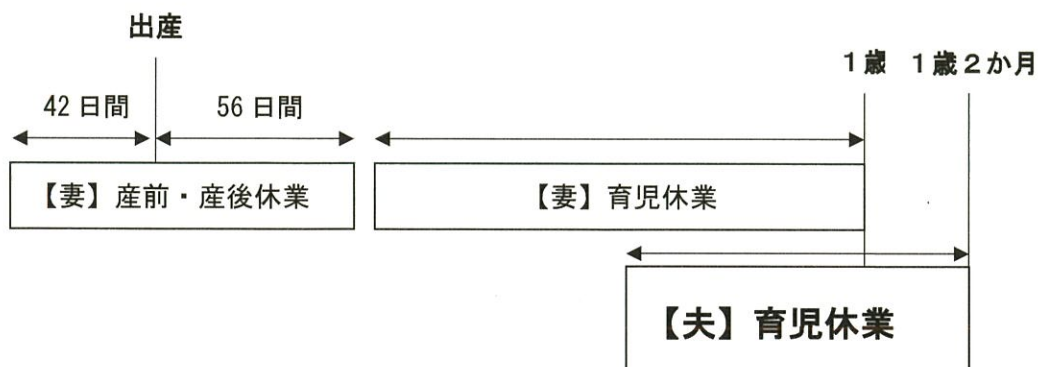 出産
1歳 1歳2か月
42日間 56日間
【妻】産前・産後休業
【妻】育児休業
【夫】育児休業